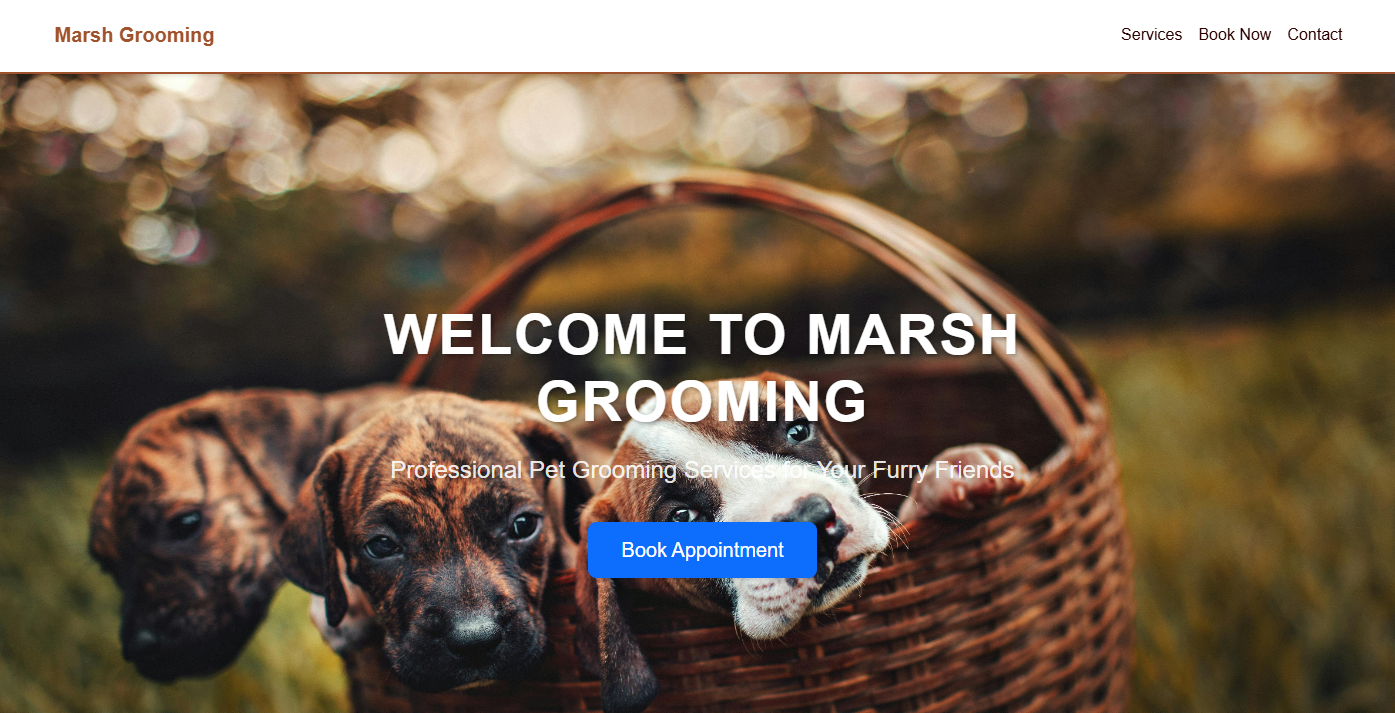 Marsh Grooming
Services Book Now Contact
WELCOME TO MARSH
GROOMING
Professional Pet Grooming Services for Your Furry Friends
Book Appointment